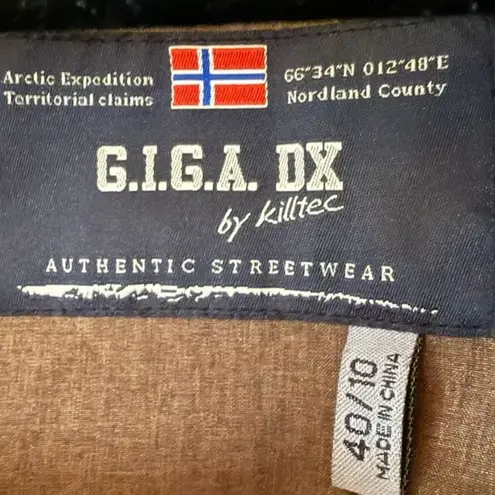 Arctic Expedition
Territorial claims
66"34"N 012"48"E
Nordland County
G.I.G.A. DX
by killtec
AUTHENTIC STREETWEAR
40/10
MADE IN CHINA